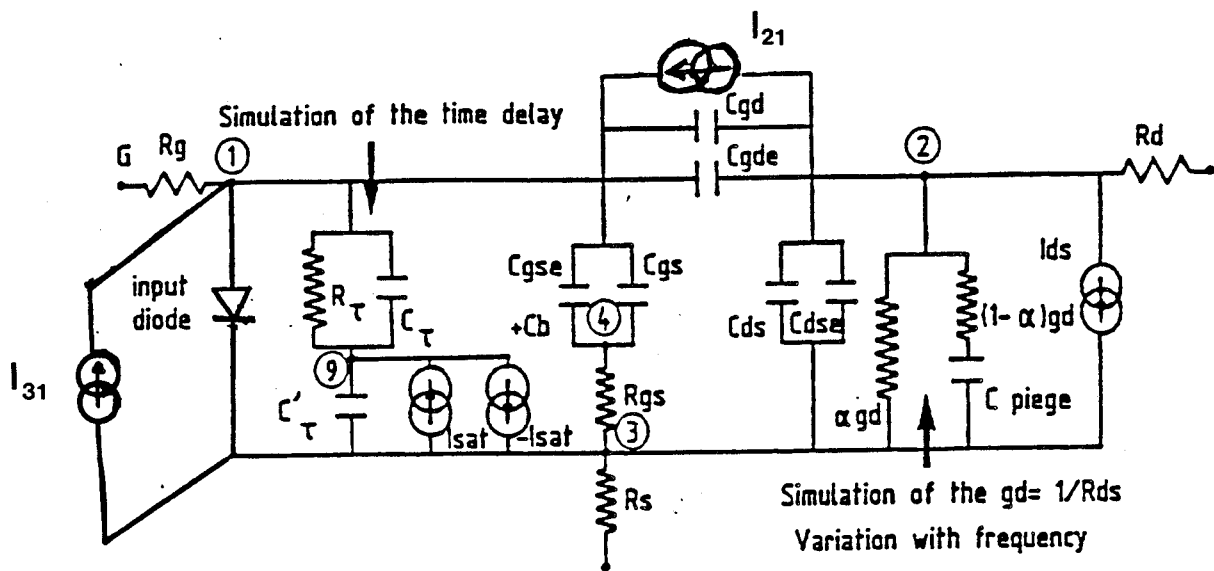 I21
Simulation of the time delay
Cgd
G
Rg
1
Cgde
2
Rd
input
diode
Rτ
Cτ
Cgse
Cgs
+Cb
4
Cds
Cdse
Ids
(1-α)gd
I31
9
C'τ
Isat
-Isat
Rgs
3
αgd
C piege
Rs
Simulation of the gd= 1/Rds
Variation with frequency